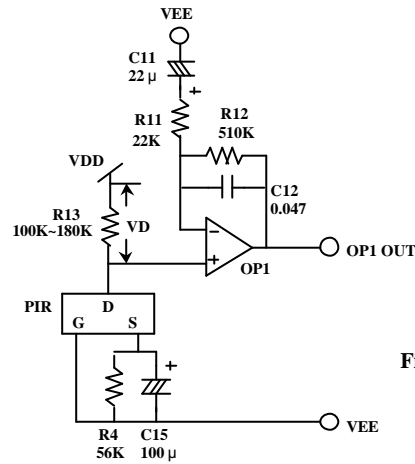 VEE
C11
22 μ
+
R11
22K
R12
510K
VDD
C12
0.047
R13
100K~180K
VD
−
+
OP1
OP1 OUT
PIR
D
G
S
+
Fi
R4
56K
C15
100 μ
VEE